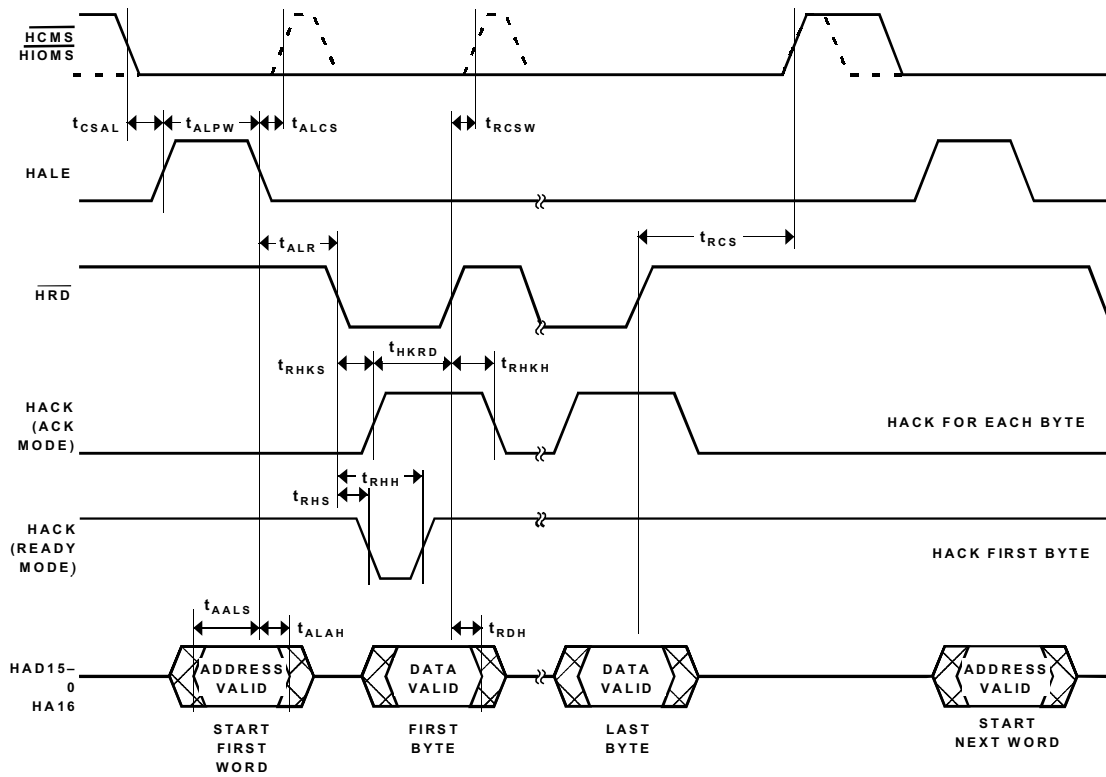 HCMS
HIOMS
tCSAL
tALPW
tALCS
tRCSW
HALE
tALR
tRCS
HRD
tHKRD
tRHKS
tRHKH
HACK
(ACK
MODE)
HACK FOR EACH BYTE
tRHH
tRHS
HACK
(READY
MODE)
HACK FIRST BYTE
tAALS
tALAH
tRDH
HAD15–
0
HA16
ADDRESS
VALID
DATA
VALID
DATA
VALID
ADDRESS
VALID
START
FIRST
WORD
FIRST
BYTE
LAST
BYTE
START
NEXT WORD